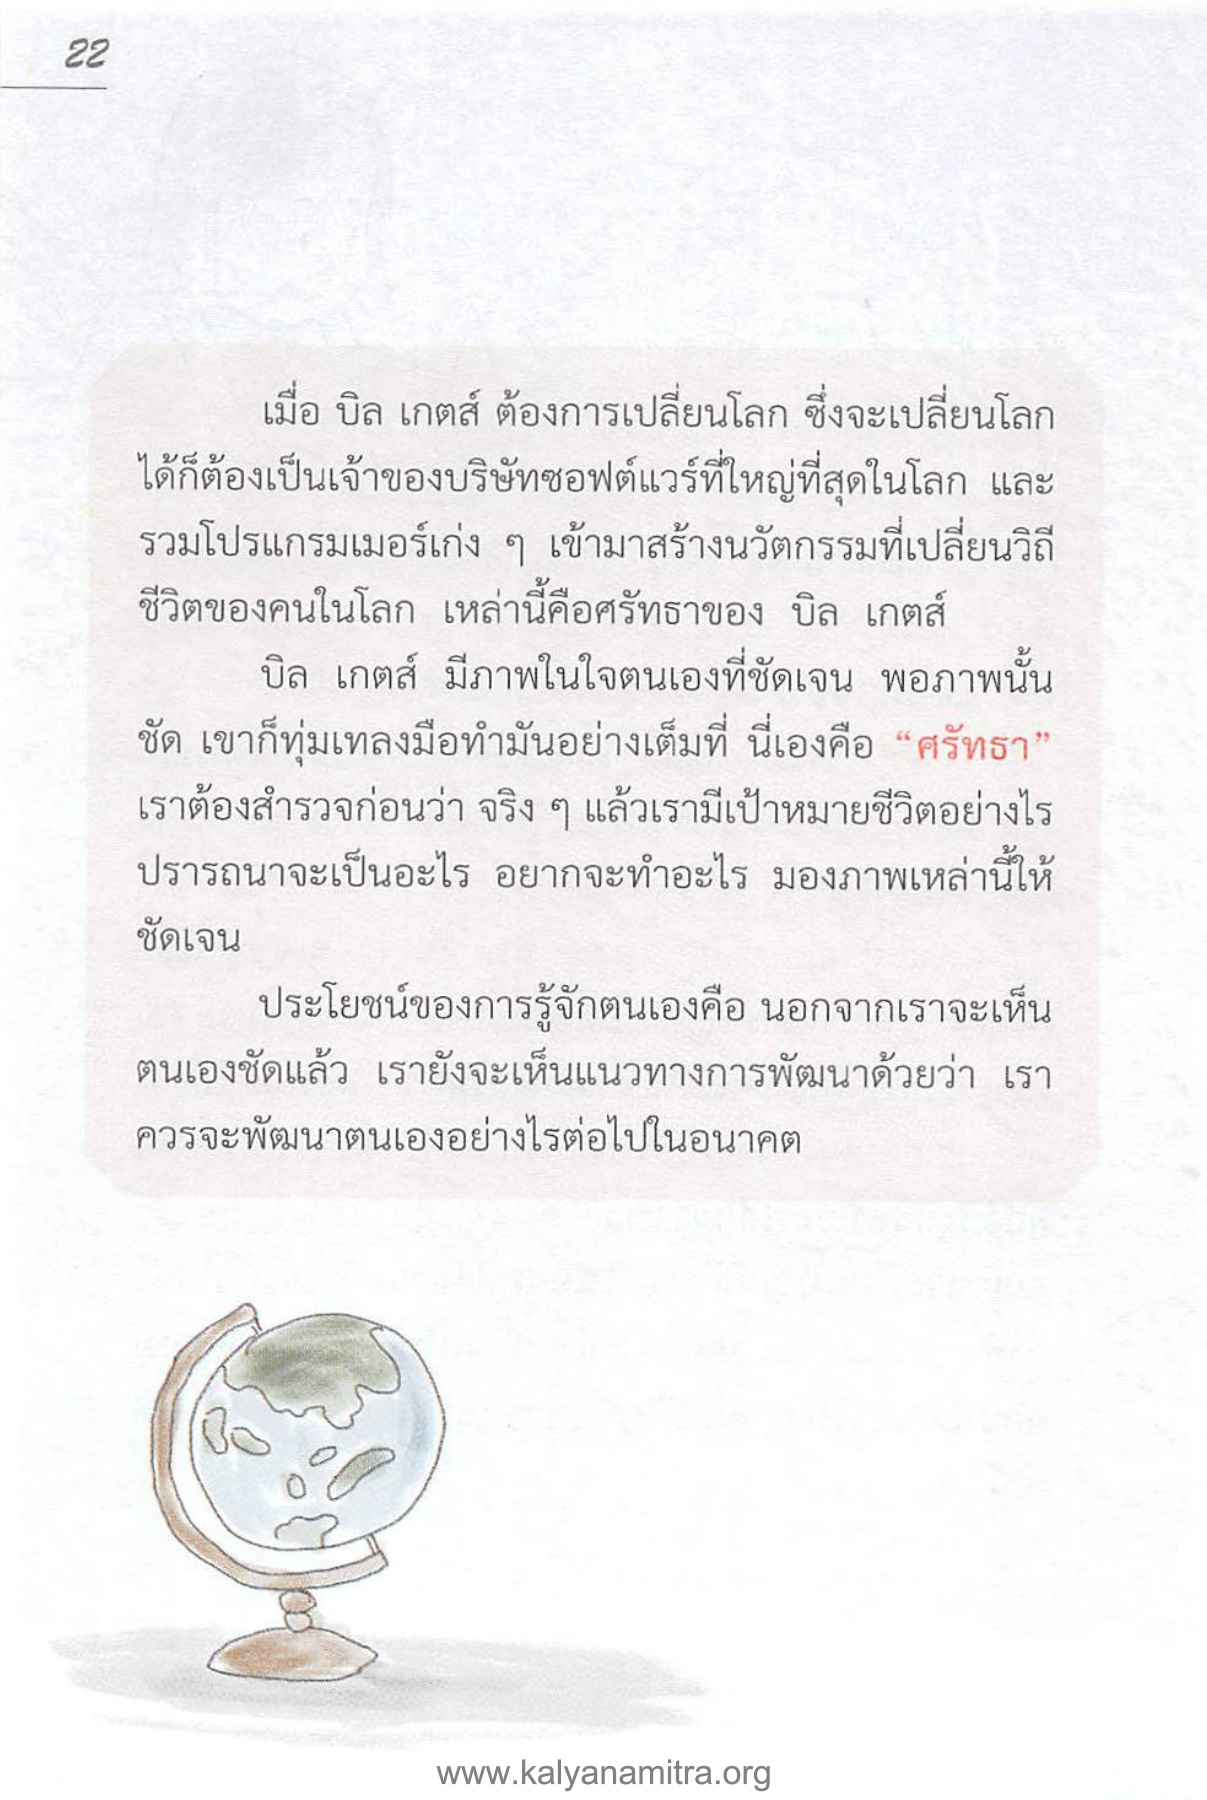 22
เมื่อ บิล เกตส์ ต้องการเปลี่ยนโลก ซึ่งจะเปลี่ยนโลก
ได้ก็ต้องเป็นเจ้าของบริษัทซอฟต์แวร์ที่ใหญ่ที่สุดในโลก และ
รวมโปรแกรมเมอร์เก่ง ๆ เข้ามาสร้างนวัตกรรมที่เปลี่ยนวิถี
ชีวิตของคนในโลก เหล่านี้คือศรัทธาของ บิล เกตส์
บิล เกตส์ มีภาพในใจตนเองที่ชัดเจน พอภาพนั้น
ชัด เขาก็ทุ่มเทลงมือทำมันอย่างเต็มที่ นี่เองคือ “ศรัทธา”
เราต้องสำรวจก่อนว่า จริง ๆ แล้วเรามีเป้าหมายชีวิตอย่างไร
ปรารถนาจะเป็นอะไร อยากจะทำอะไร มองภาพเหล่านี้ให้
ชัดเจน
ประโยชน์ของการรู้จักตนเองคือ นอกจากเราจะเห็น
ตนเองชัดแล้ว เรายังจะเห็นแนวทางการพัฒนาด้วยว่า เรา
ควรจะพัฒนาตนเองอย่างไรต่อไปในอนาคต
www.kalyanamitra.org